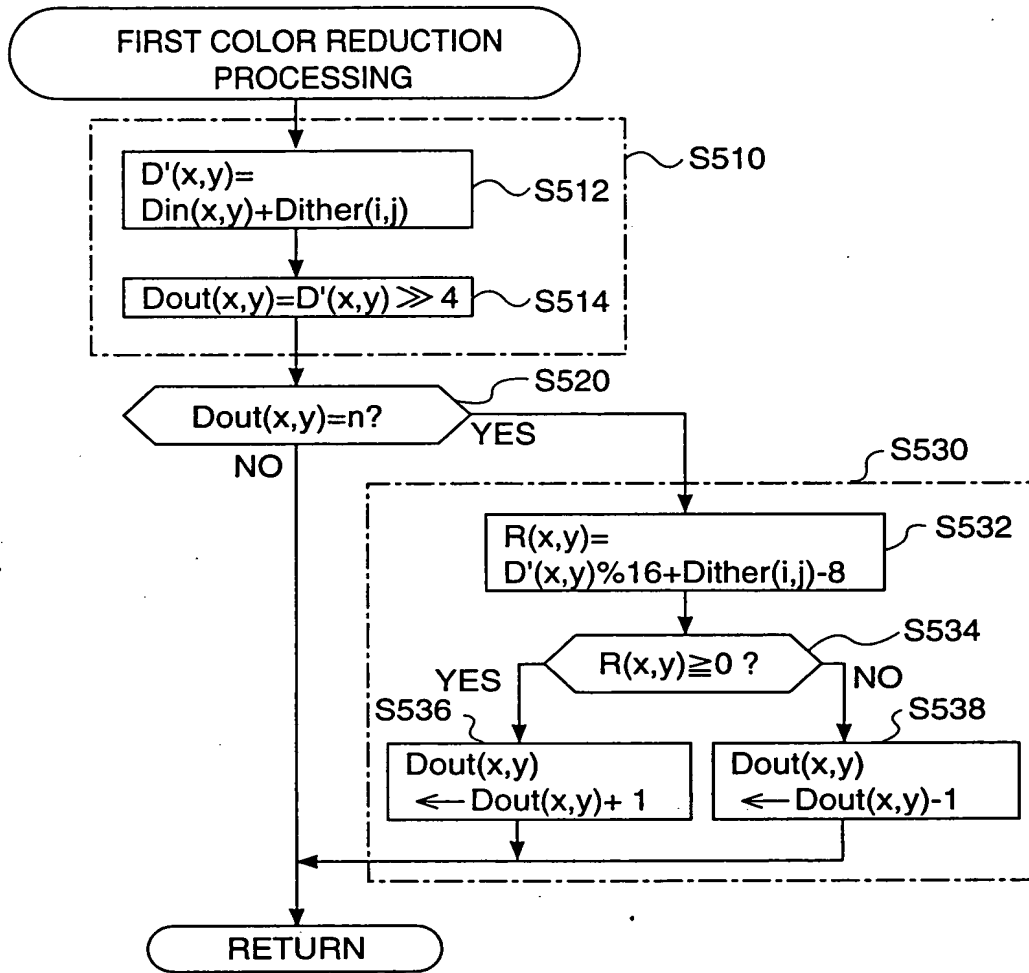 FIRST COLOR REDUCTION
PROCESSING
S510
D'(x,y)=
Din(x,y)+Dither(i,j)
S512
Dout(x,y)=D'(x,y) ≫ 4
S514
S520
Dout(x,y)=n?
YES
NO
S530
R(x,y)=
D'(x,y)%16+Dither(i,j)-8
S532
S534
R(x,y)≧0 ?
YES
NO
S536
S538
Dout(x,y)
← Dout(x,y)+ 1
Dout(x,y)
← Dout(x,y)-1
RETURN